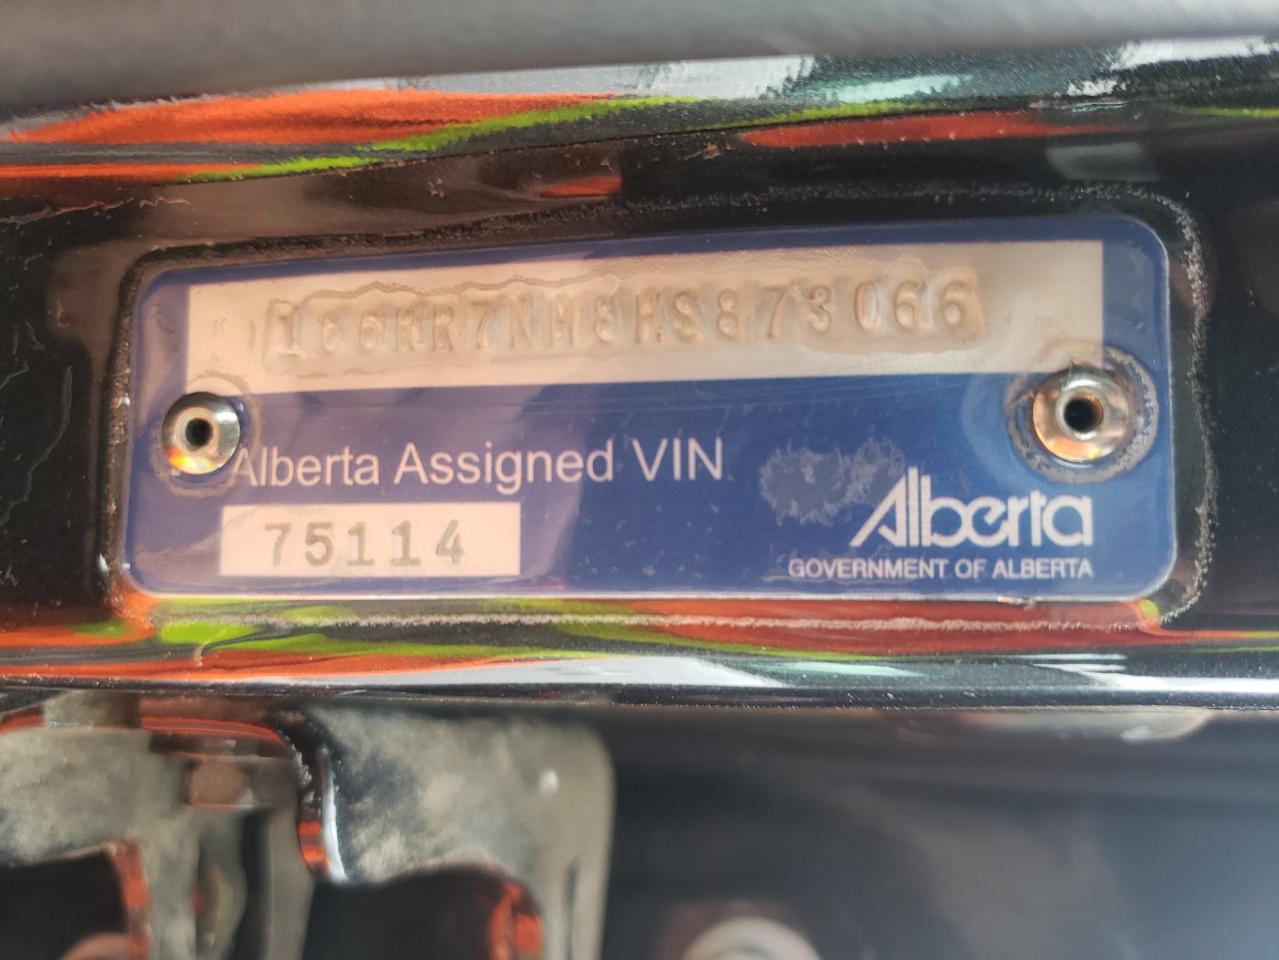 1C6RR7NM8HS873066
Alberta Assigned VIN
75114
Alberta
GOVERNMENT OF ALBERTA